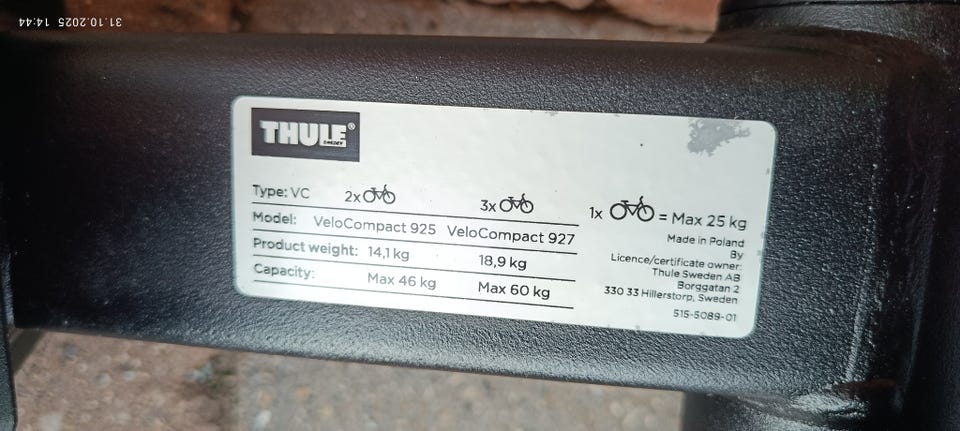 31.10.2025 14:44
THULE®
SWEDEN
Type: VC 2x 3x 1x = Max 25 kg
Model: VeloCompact 925 VeloCompact 927
Product weight: 14,1 kg 18,9 kg
Capacity: Max 46 kg Max 60 kg
Made in Poland
By
Licence/certificate owner:
Thule Sweden AB
Borggatan 2
330 33 Hillerstorp, Sweden
515-5089-01